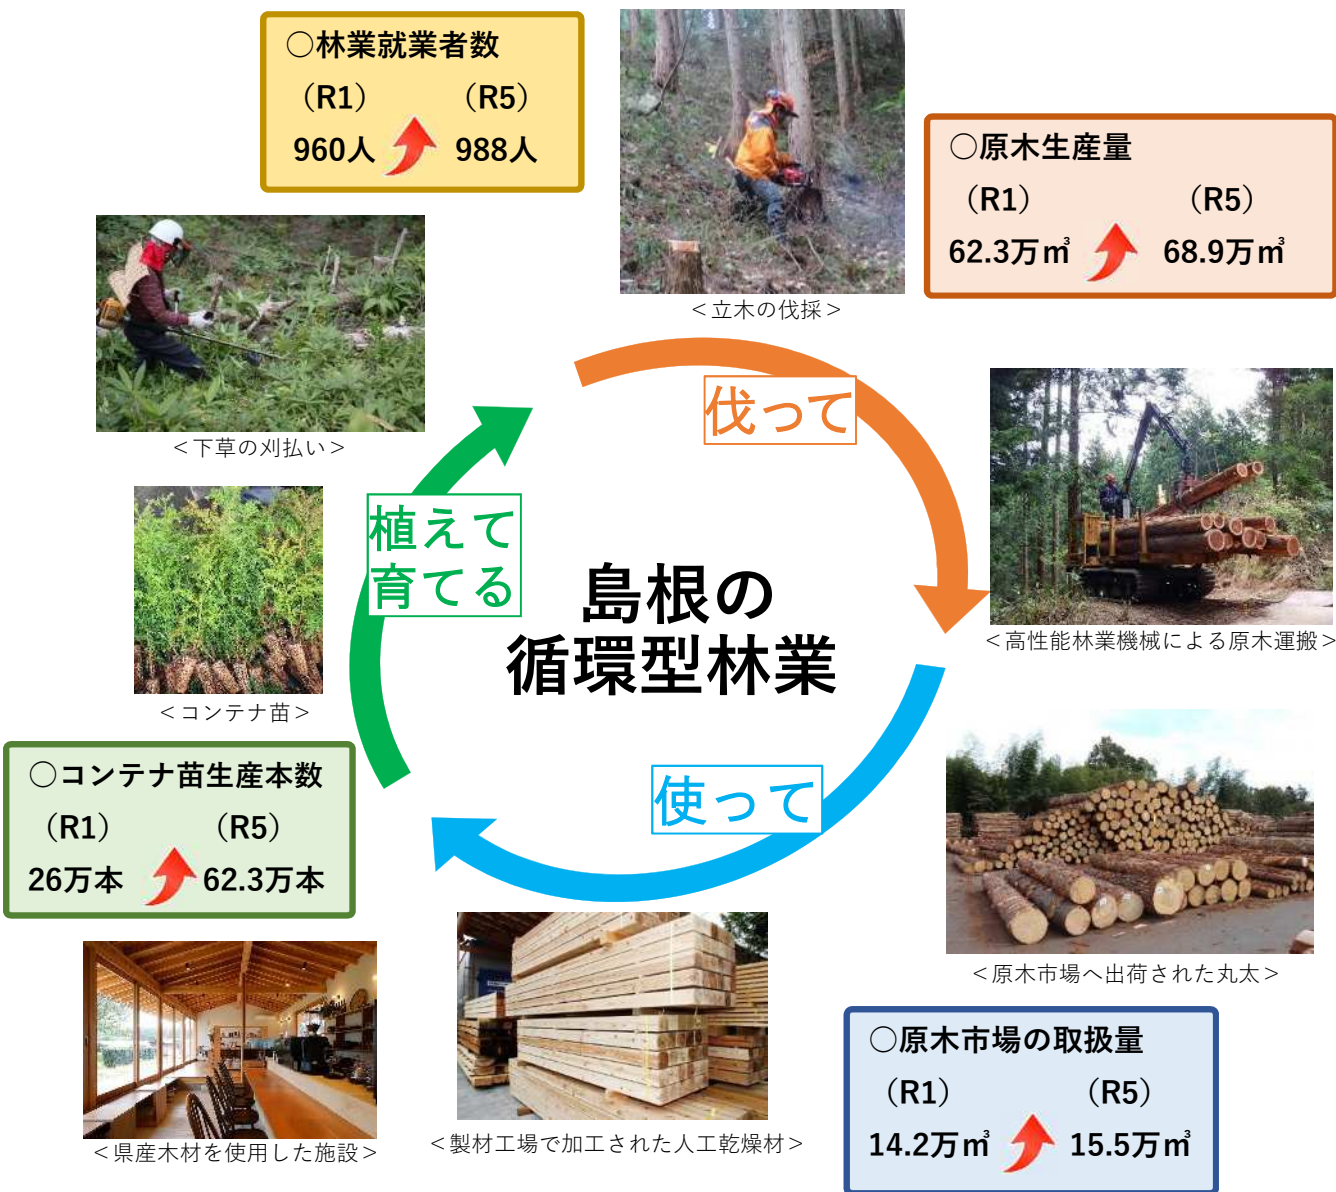 ○林業就業者数
（R1） （R5）
960人 988人
＜立木の伐採＞
○原木生産量
（R1） （R5）
62.3万㎥ 68.9万㎥
＜下草の刈払い＞
伐って
＜高性能林業機械による原木運搬＞
植えて
育てる
島根の
循環型林業
＜コンテナ苗＞
○コンテナ苗生産本数
（R1） （R5）
26万本 62.3万本
使って
＜原木市場へ出荷された丸太＞
＜県産木材を使用した施設＞
＜製材工場で加工された人工乾燥材＞
○原木市場の取扱量
（R1） （R5）
14.2万㎥ 15.5万㎥